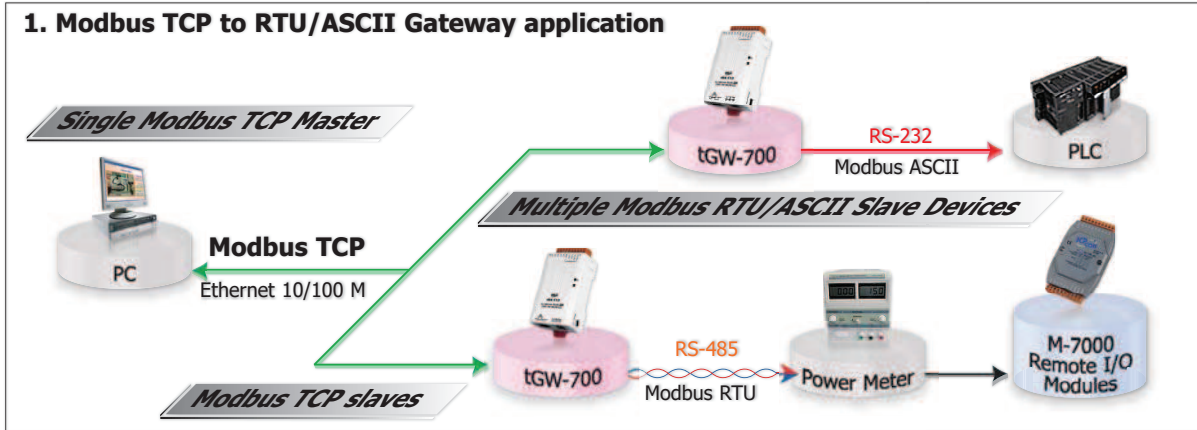 1. Modbus TCP to RTU/ASCII Gateway application
Single Modbus TCP Master
tGW-700
RS-232
Modbus ASCII
PLC
Multiple Modbus RTU/ASCII Slave Devices
PC
Modbus TCP
Ethernet 10/100 M
tGW-700
RS-485
Modbus RTU
Power Meter
M-7000
Remote I/O
Modules
Modbus TCP slaves